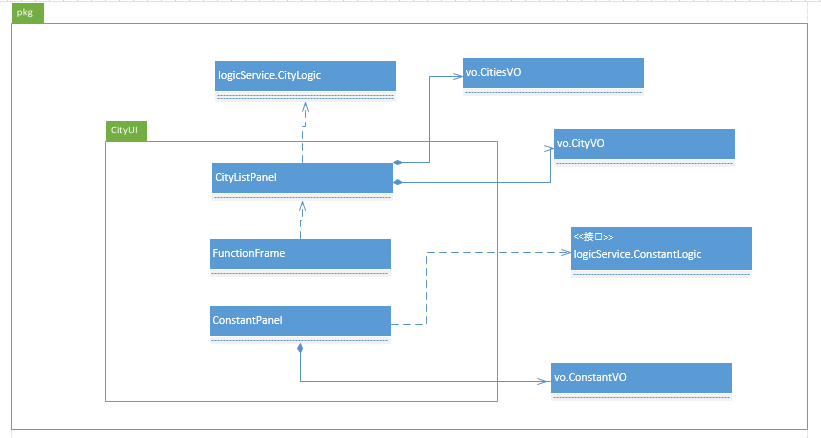 pkg
logicService.CityLogic
vo.CitiesVO
CityUI
vo.CityVO
CityListPanel
<<接口>>
logicService.ConstantLogic
FunctionFrame
ConstantPanel
vo.ConstantVO